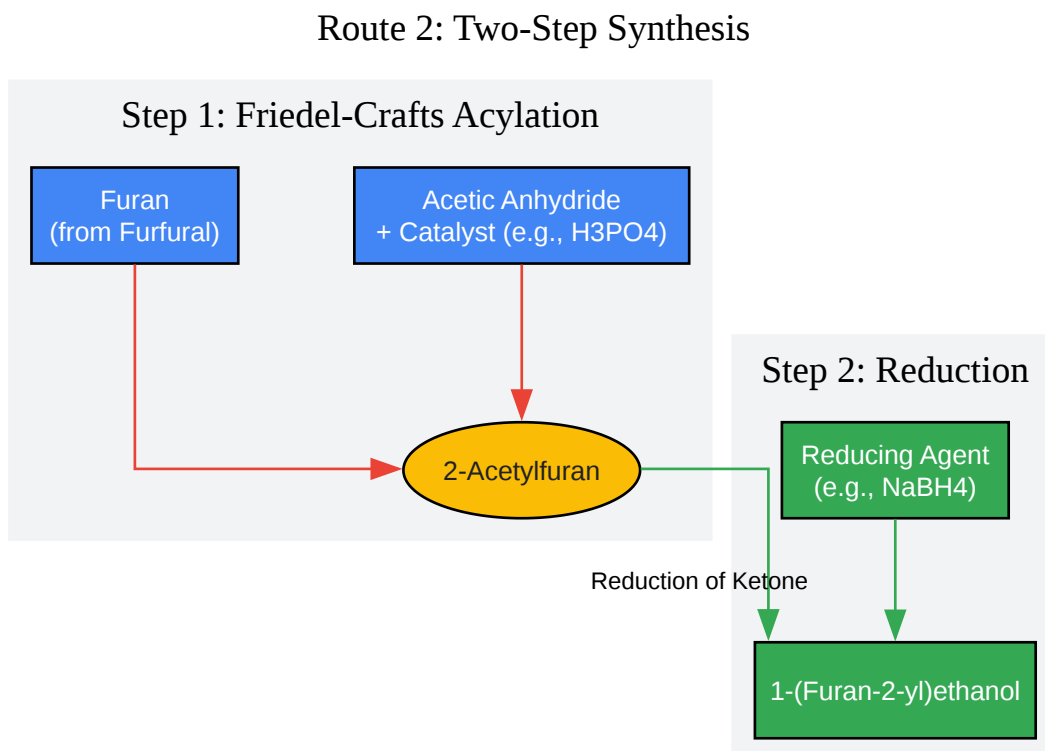 Route 2: Two-Step Synthesis
Step 1: Friedel-Crafts Acylation
Furan
(from Furfural)
Acetic Anhydride
+ Catalyst (e.g., H3PO4)
2-Acetylfuran
Step 2: Reduction
Reducing Agent
(e.g., NaBH4)
Reduction of Ketone
1-(Furan-2-yl)ethanol